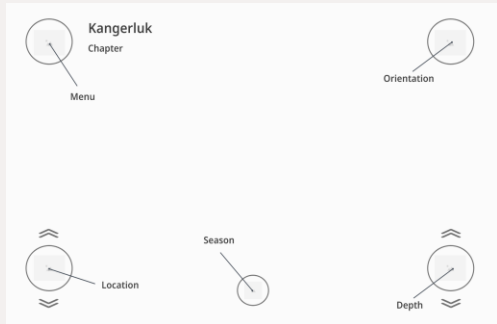 Kangerluk
Chapter
Menu
Orientation
Season
Location
Depth